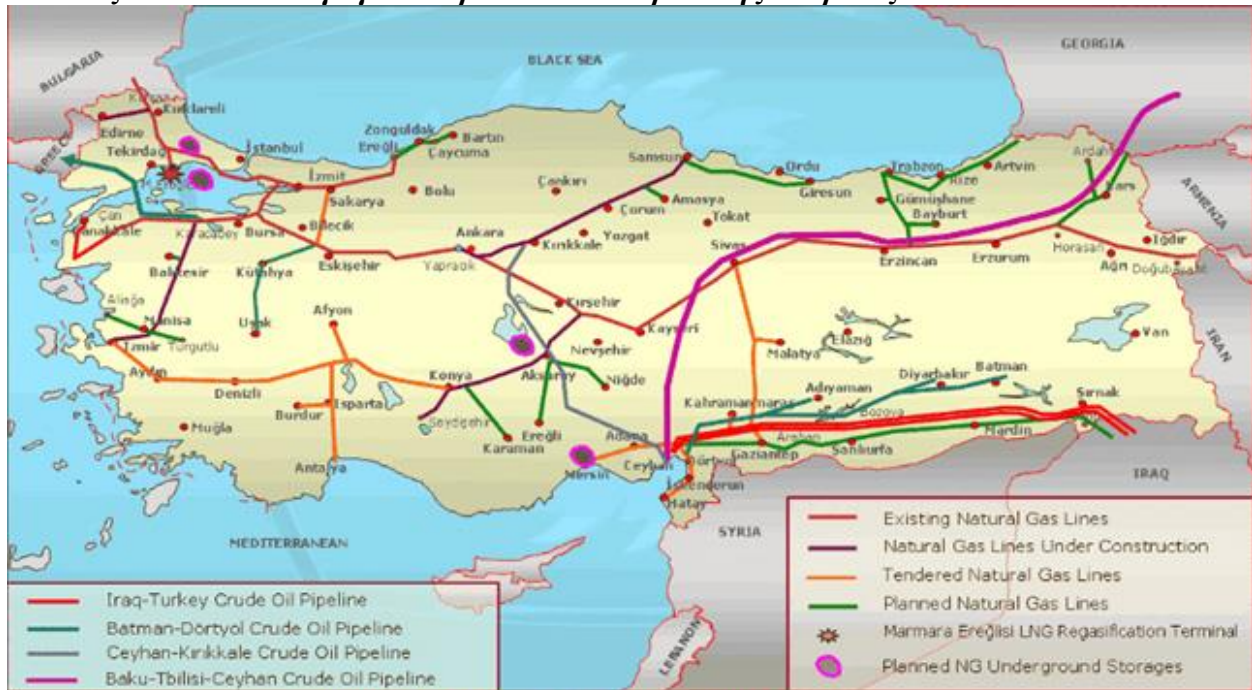 BULGARIA
BLACK SEA
GEORGIA
GREECE
ARMENIA
IRAN
IRAQ
SYRIA
LEBANON
MEDITERRANEAN
Kırklareli
Edirne
Tekirdağ
İstanbul
İzmit
Sakarya
Bolu
Zonguldak
Bartın
Ereğli
Çaycuma
Çankırı
Samsun
Ordu
Giresun
Trabzon
Rize
Artvin
Ardahan
Kars
Gümüşhane
Bayburt
Amasya
Çorum
Tokat
Çan
Çanakkale
Karacabey
Bursa
Bilecik
Ankara
Kırıkkale
Yozgat
Sivas
Erzincan
Erzurum
Horasan
Iğdır
Ağrı
Balıkesir
Kütahya
Eskişehir
Yapracık
Aliağa
Manisa
Turgutlu
İzmir
Uşak
Afyon
Kırşehir
Kayseri
Nevşehir
Aksaray
Niğde
Malatya
Elazığ
Van
Aydın
Denizli
Burdur
Isparta
Konya
Seydişehir
Karaman
Ereğli
Muğla
Antalya
Mersin
Adana
Ceyhan
Dörtyol
İskenderun
Hatay
Kahramanmaraş
Adıyaman
Diyarbakır
Batman
Bozova
Gaziantep
Şanlıurfa
Mardin
Şırnak
Iraq-Turkey Crude Oil Pipeline
Batman-Dörtyol Crude Oil Pipeline
Ceyhan-Kırıkkale Crude Oil Pipeline
Baku-Tbilisi-Ceyhan Crude Oil Pipeline
Existing Natural Gas Lines
Natural Gas Lines Under Construction
Tendered Natural Gas Lines
Planned Natural Gas Lines
Marmara Ereğlisi LNG Regasification Terminal
Planned NG Underground Storages